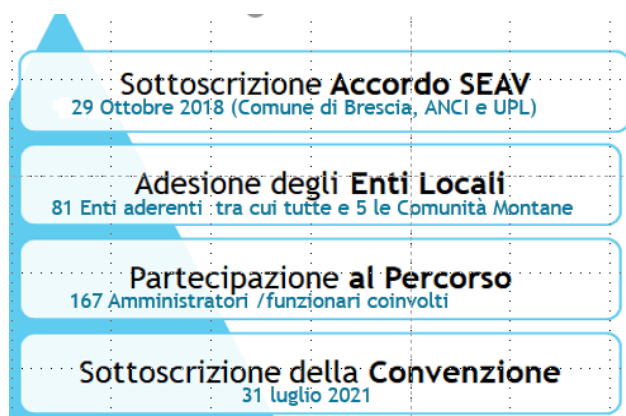 Sottoscrizione Accordo SEAV
29 Ottobre 2018 (Comune di Brescia, ANCI e UPL)
Adesione degli Enti Locali
81 Enti aderenti tra cui tutte e 5 le Comunità Montane
Partecipazione al Percorso
167 Amministratori /funzionari coinvolti
Sottoscrizione della Convenzione
31 luglio 2021